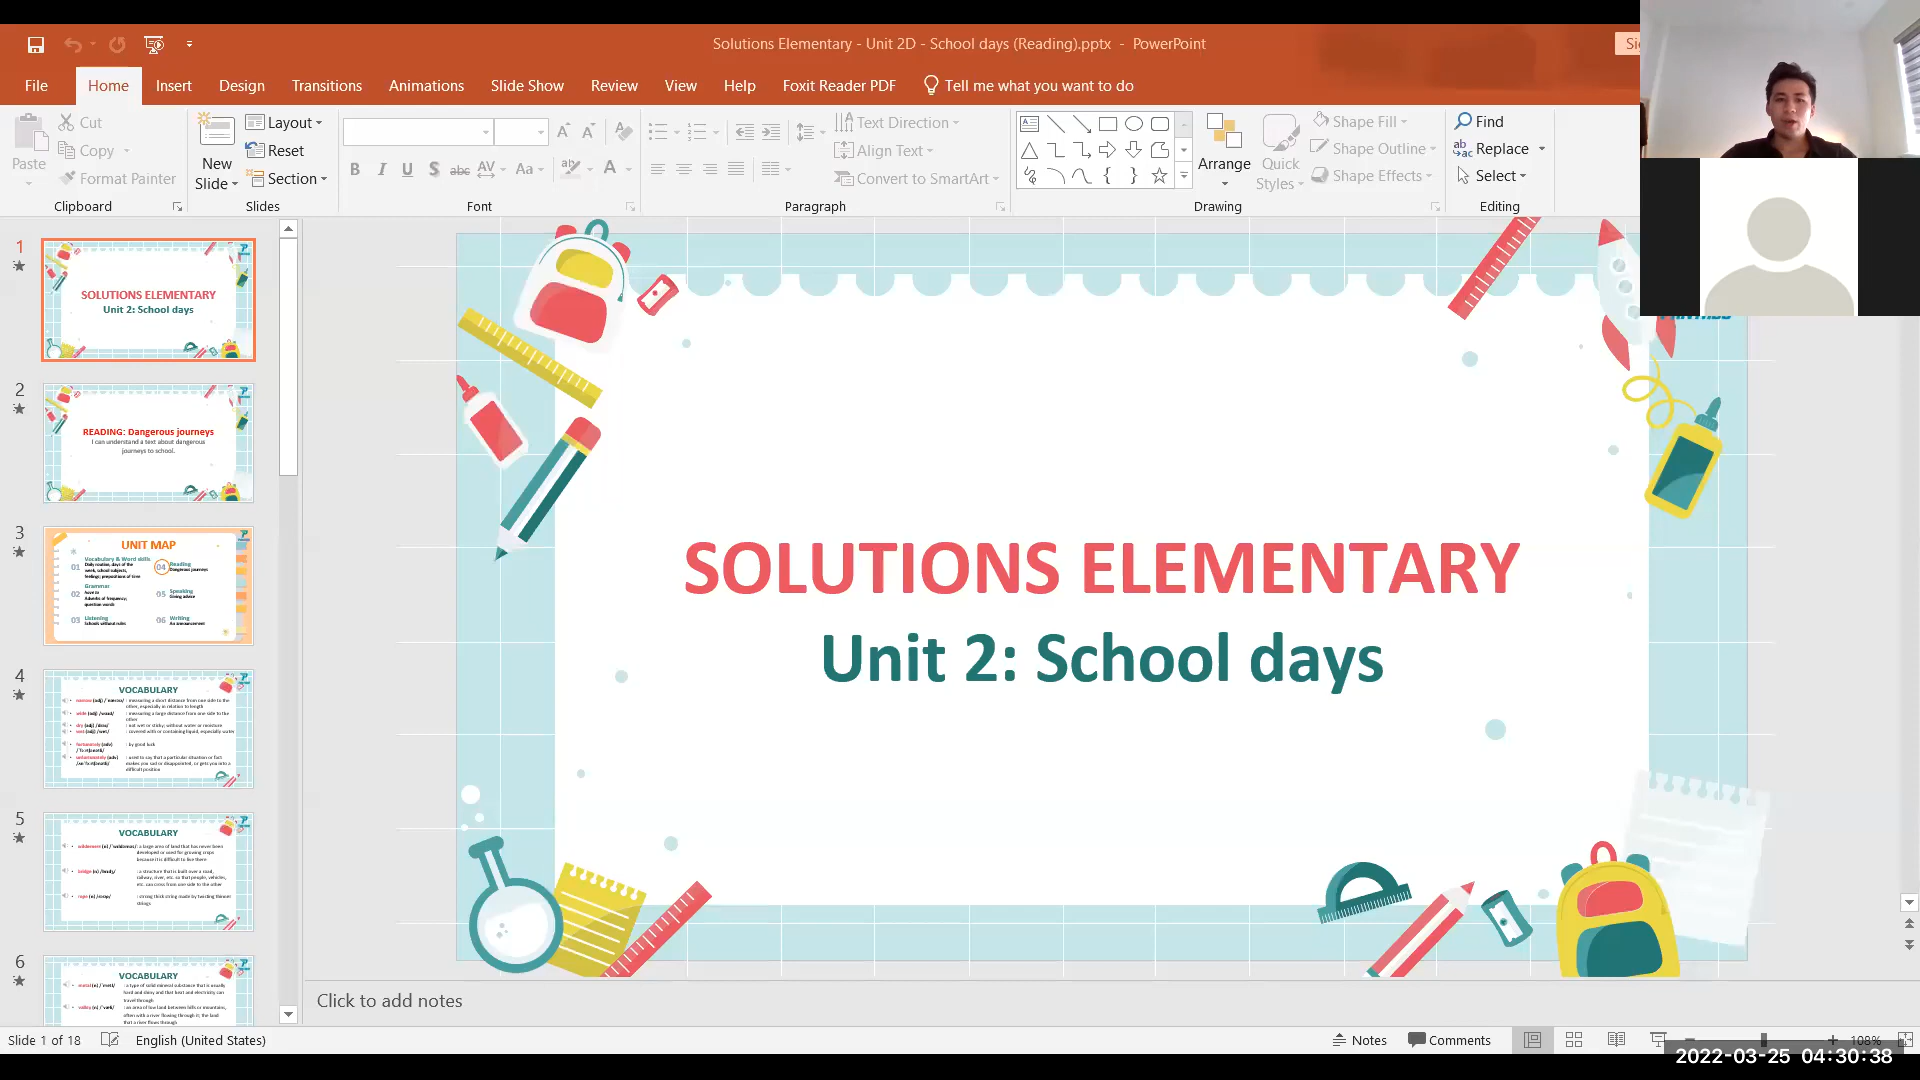 Solutions Elementary - Unit 2D - School days (Reading).pptx - PowerPoint
File Home Insert Design Transitions Animations Slide Show Review View Help Foxit Reader PDF Tell me what you want to do
Paste
Cut
Copy
Format Painter
Clipboard
New Slide
Layout
Reset
Section
Slides
Font
Text Direction
Align Text
Convert to SmartArt
Paragraph
Arrange
Quick Styles
Shape Fill
Shape Outline
Shape Effects
Drawing
Find
Replace
Select
Editing
1
SOLUTIONS ELEMENTARY
Unit 2: School days
2
READING: Dangerous journeys
I can understand a text about dangerous
journeys to school.
3
UNIT MAP
01
Vocabulary & Word skills
Daily routine, days of the
week, school subjects,
feelings; prepositions of time
02
Grammar
have to
Adverbs of frequency;
question words
03
Listening
Schools without rules
04
Reading
Dangerous journeys
05
Speaking
Giving advice
06
Writing
An announcement
4
VOCABULARY
5
VOCABULARY
6
VOCABULARY
SOLUTIONS ELEMENTARY
Unit 2: School days
Click to add notes
Slide 1 of 18 English (United States) Notes Comments 108%
2022-03-25 04:30:38